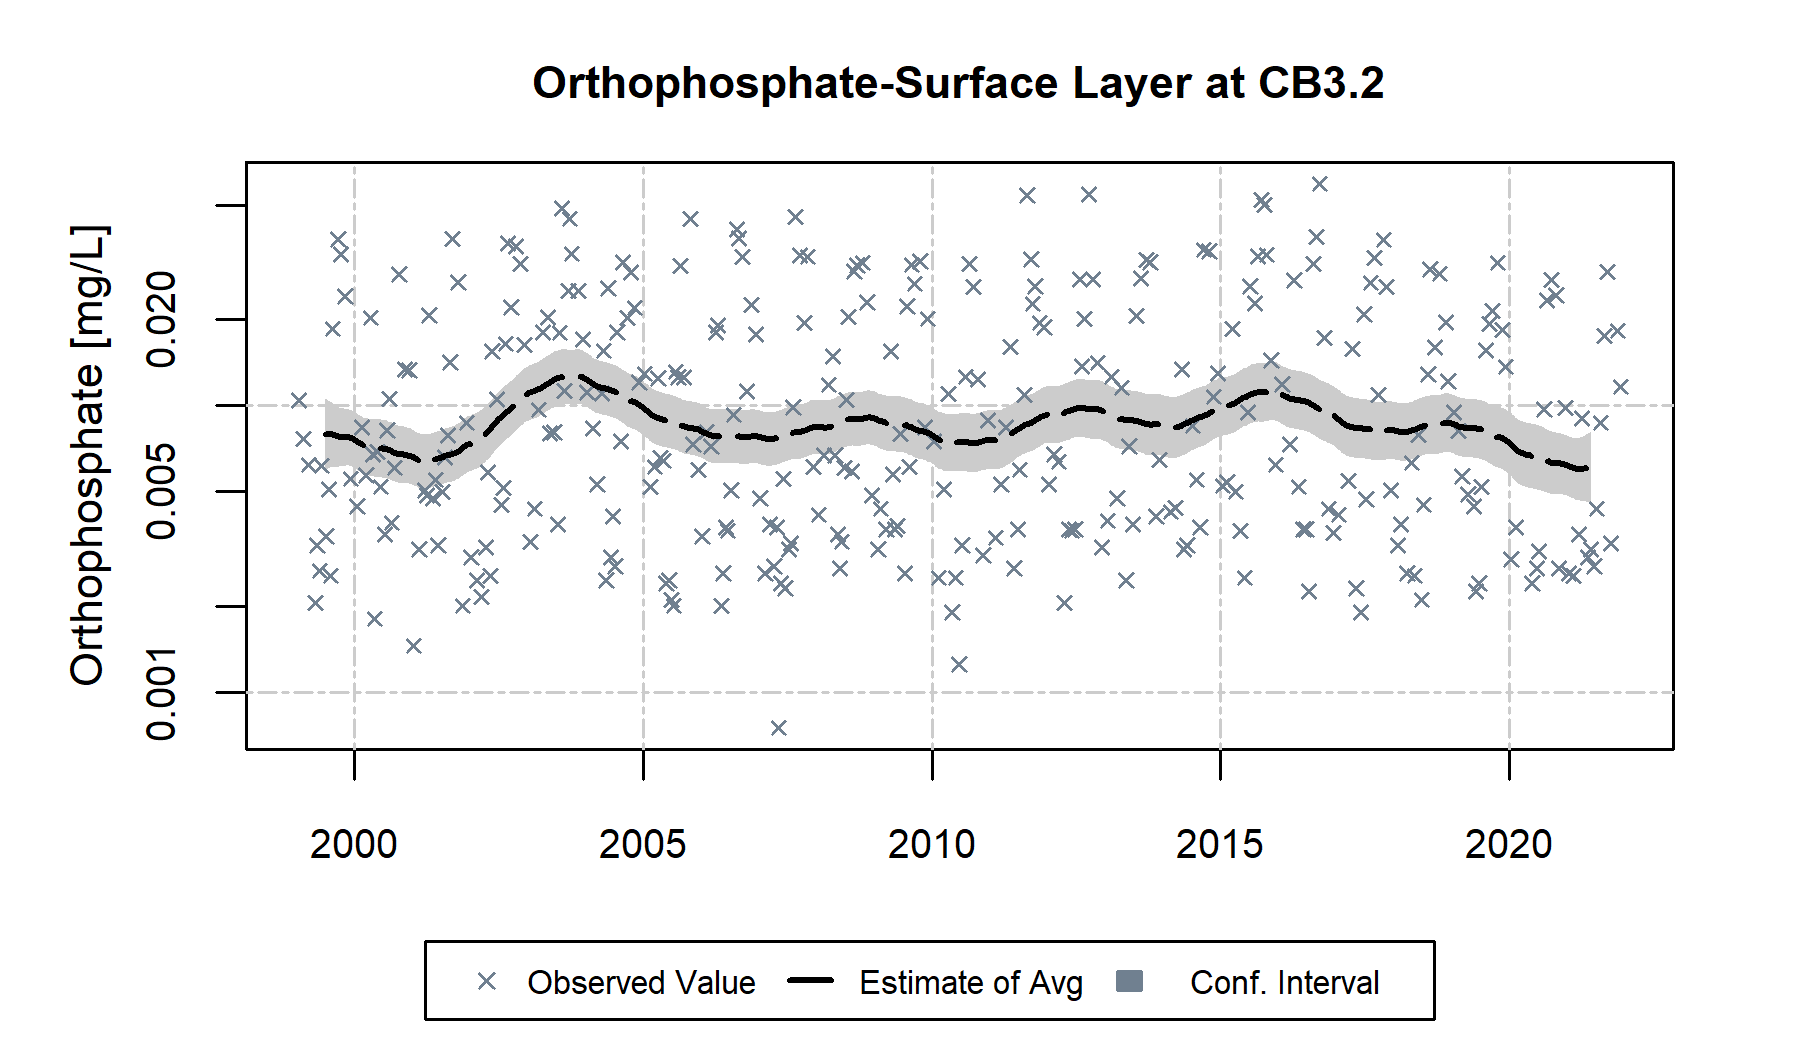 Orthophosphate-Surface Layer at CB3.2
Orthophosphate [mg/L]
0.020
0.005
0.001
2000 2005 2010 2015 2020
Observed Value Estimate of Avg Conf. Interval